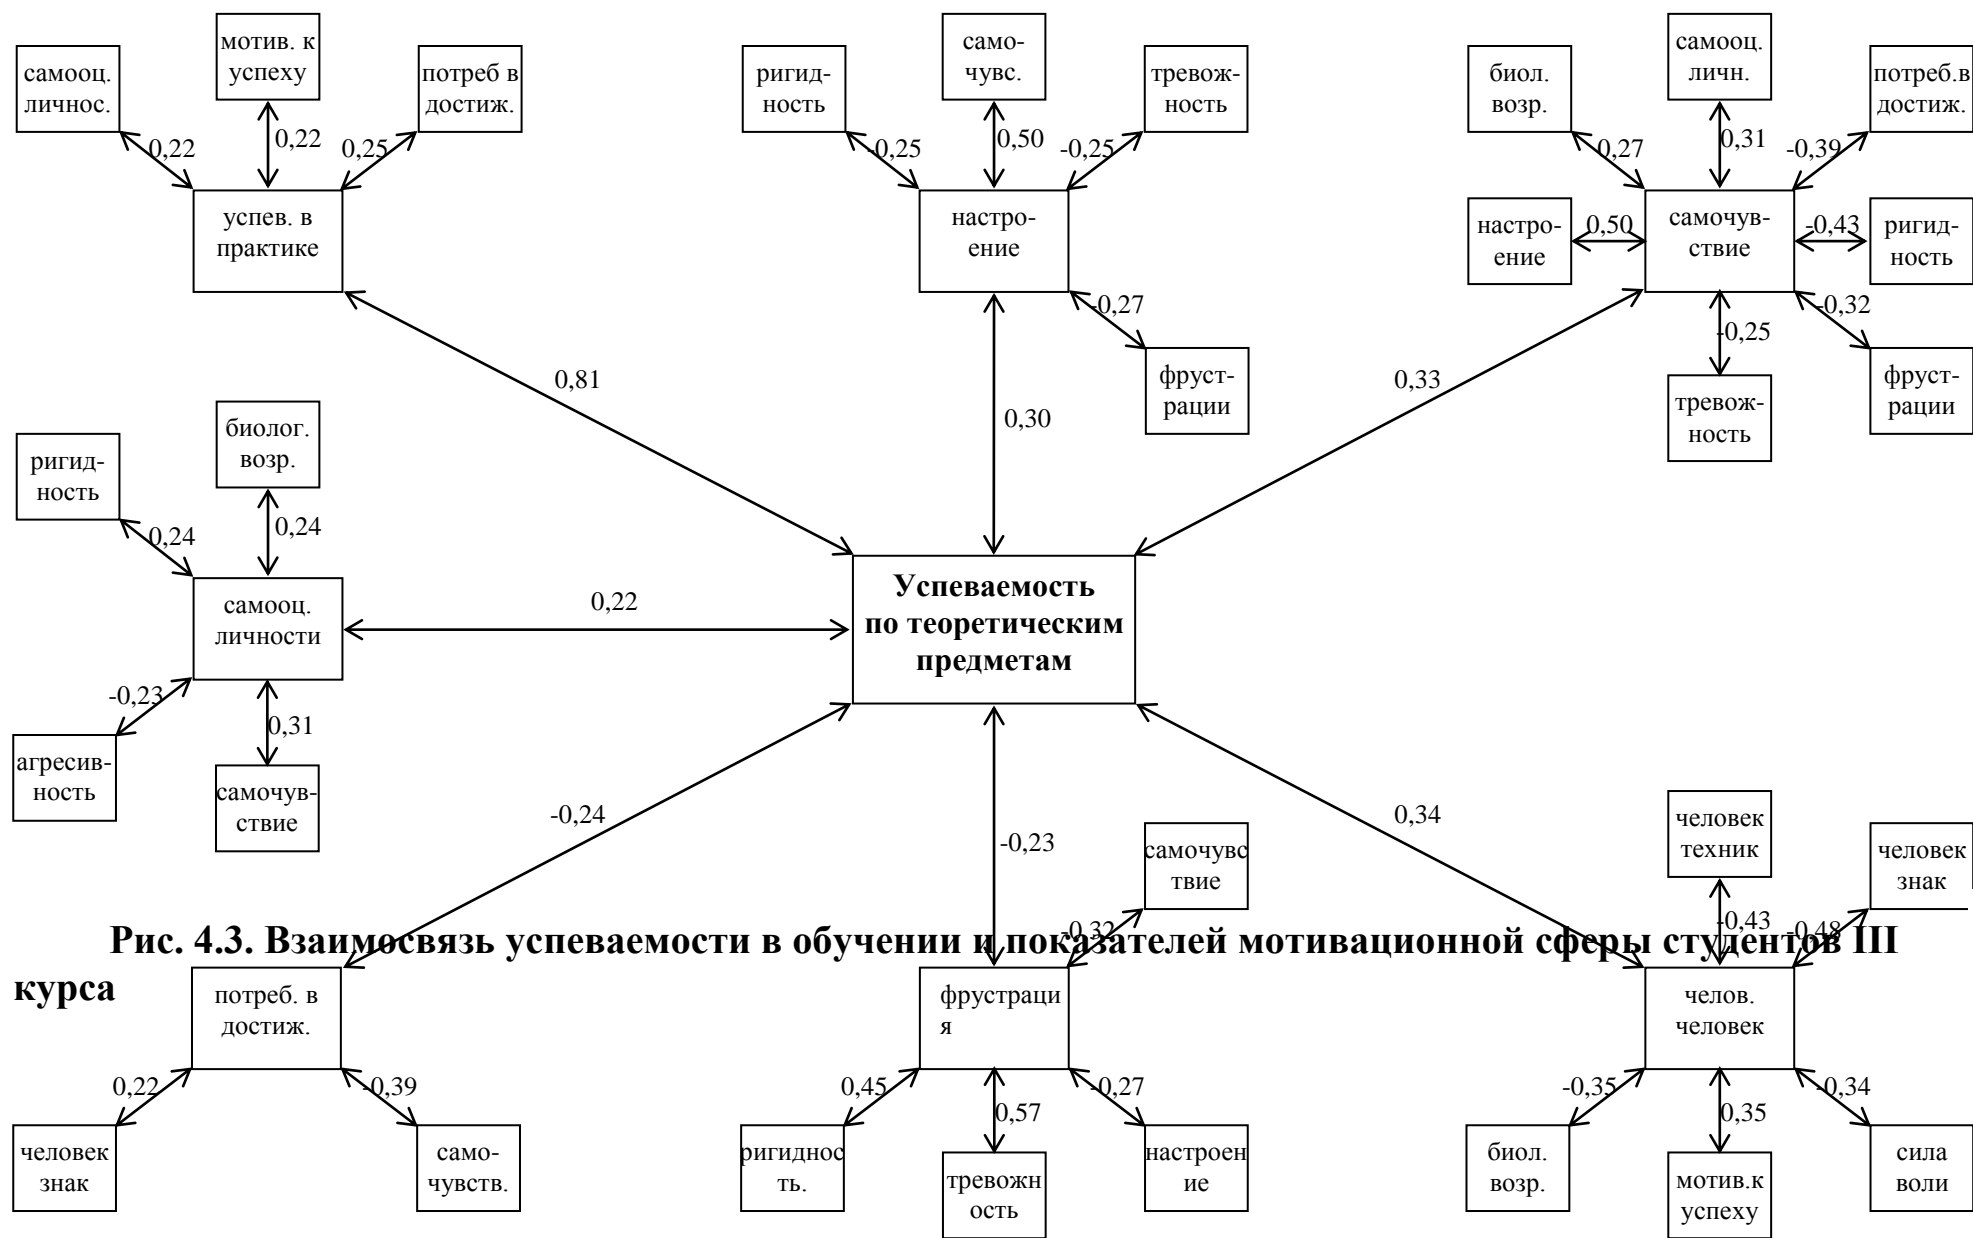 самооц.
личнос.
мотив. к
успеху
потреб в
достиж.
0,22
0,22
0,25
успев. в
практике
ригид-
ность
само-
чувс.
тревож-
ность
-0,25
0,50
-0,25
настро-
ение
-0,27
фруст-
рации
биол.
возр.
самооц.
личн.
потреб.в
достиж.
0,27
0,31
-0,39
настро-
ение
0,50
самочув-
ствие
-0,43
ригид-
ность
-0,25
-0,32
тревож-
ность
фруст-
рации
0,81
0,30
0,33
ригид-
ность
биолог.
возр.
0,24
0,24
самооц.
личности
0,22
-0,23
0,31
агресив-
ность
самочув-
ствие
Успеваемость
по теоретическим
предметам
-0,24
-0,23
0,34
самочувс
твие
-0,32
человек
техник
человек
знак
-0,43
-0,48
Рис. 4.3. Взаимосвязь успеваемости в обучении и показателей мотивационной сферы студентов III
курса
потреб. в
достиж.
0,22
-0,39
человек
знак
само-
чувств.
фрустраци
я
0,45
0,57
-0,27
ригиднос
ть.
тревожн
ость
настроен
ие
челов.
человек
-0,35
0,35
-0,34
биол.
возр.
мотив.к
успеху
сила
воли